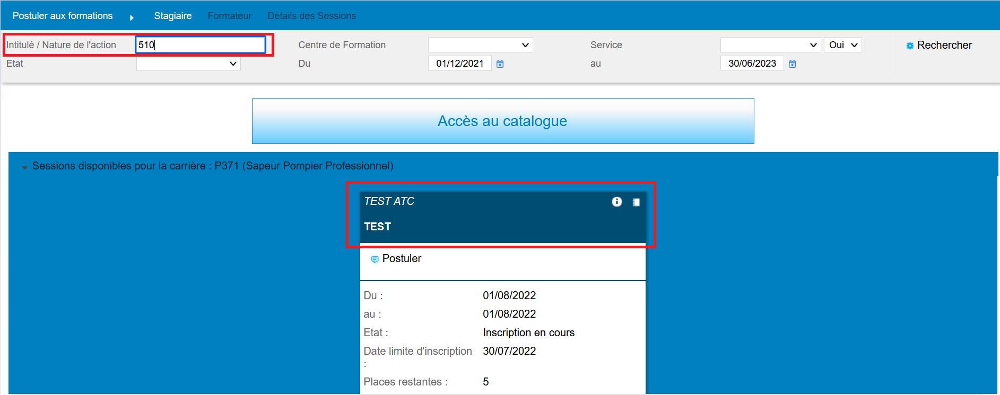 Postuler aux formations Stagiaire Formateur Détails des Sessions
Intitulé / Nature de l'action 510 Centre de Formation Service Oui Rechercher
Etat Du 01/12/2021 au 30/06/2023
Accès au catalogue
Sessions disponibles pour la carrière : P371 (Sapeur Pompier Professionnel)
TEST ATC
TEST
Postuler
Du : 01/08/2022
au : 01/08/2022
Etat : Inscription en cours
Date limite d'inscription 30/07/2022
:
Places restantes : 5